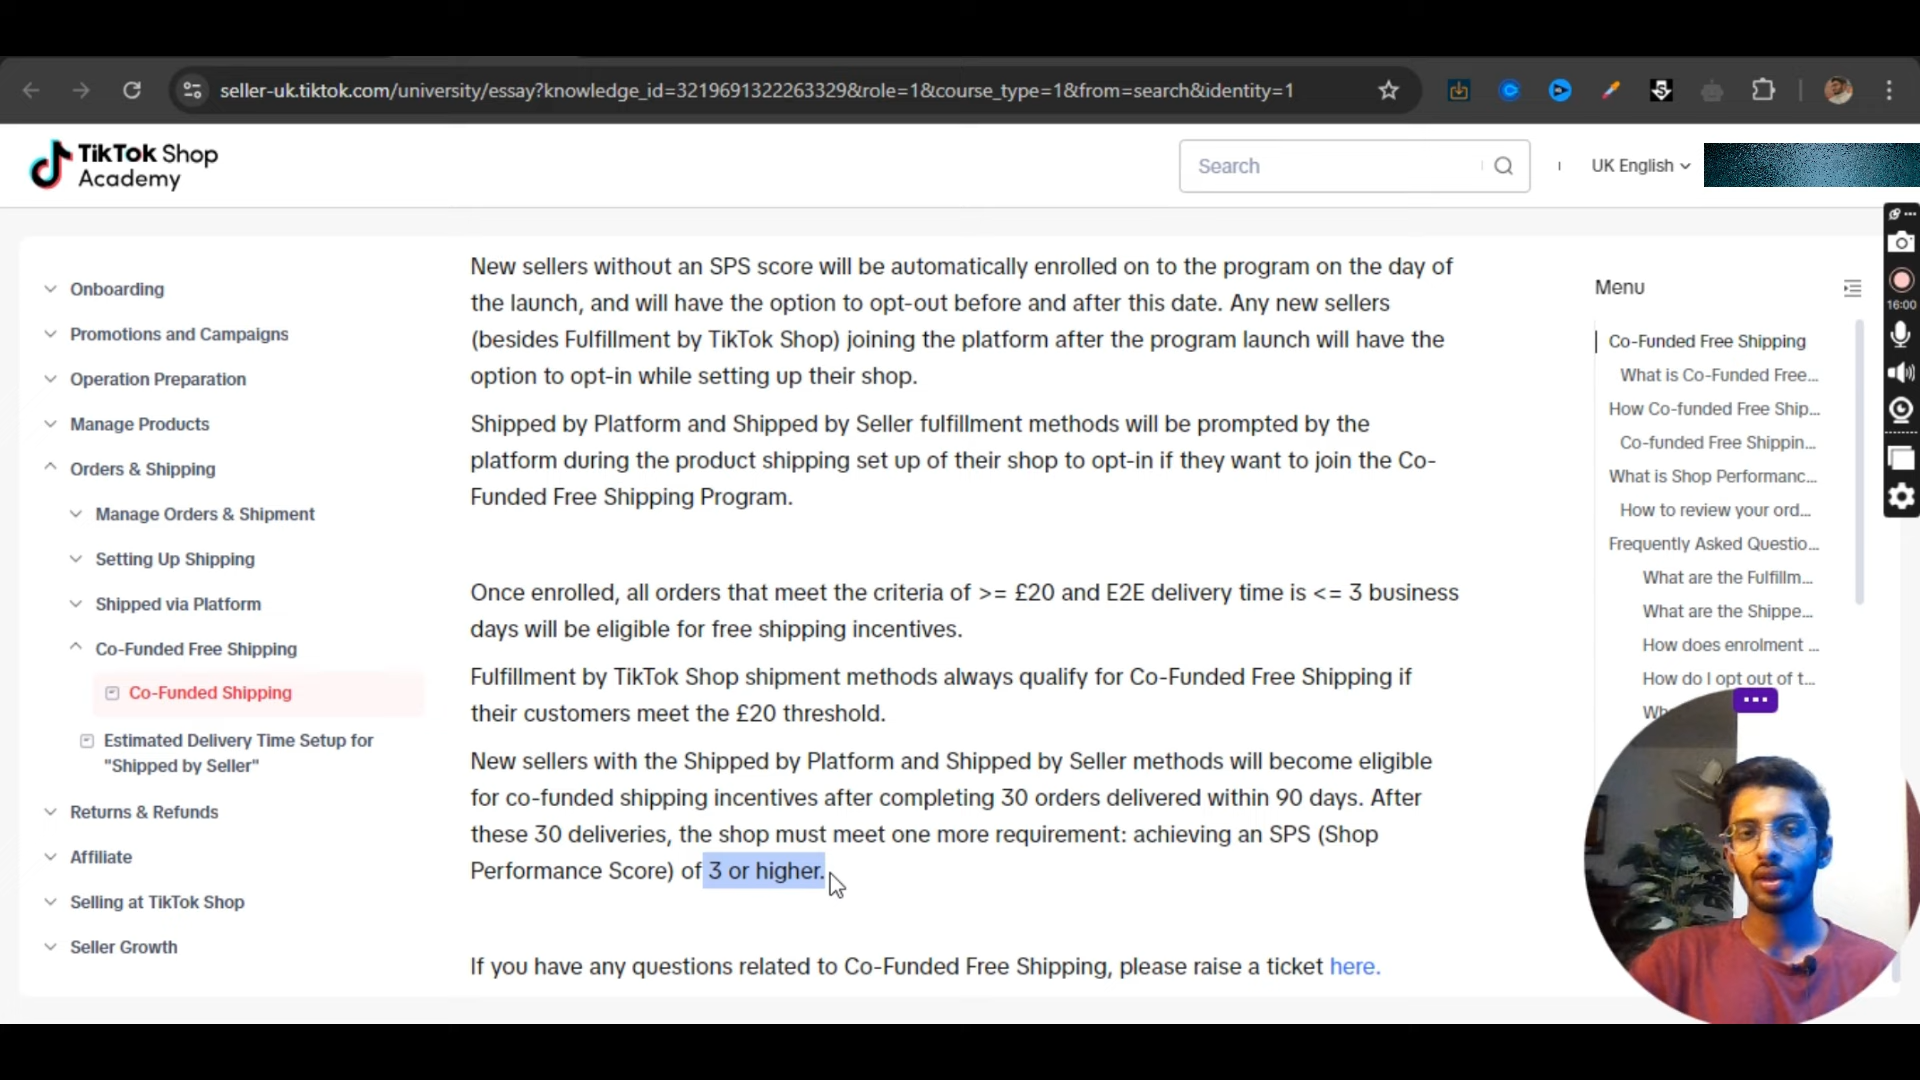 seller-uk.tiktok.com/university/essay?knowledge_id=3219691322263329&role=1&course_type=1&from=search&identity=1
TikTok Shop
Academy
Search
UK English
16:00
Onboarding
Promotions and Campaigns
Operation Preparation
Manage Products
Orders & Shipping
Manage Orders & Shipment
Setting Up Shipping
Shipped via Platform
Co-Funded Free Shipping
Co-Funded Shipping
Estimated Delivery Time Setup for
"Shipped by Seller"
Returns & Refunds
Affiliate
Selling at TikTok Shop
Seller Growth
New sellers without an SPS score will be automatically enrolled on to the program on the day of
the launch, and will have the option to opt-out before and after this date. Any new sellers
(besides Fulfillment by TikTok Shop) joining the platform after the program launch will have the
option to opt-in while setting up their shop.
Shipped by Platform and Shipped by Seller fulfillment methods will be prompted by the
platform during the product shipping set up of their shop to opt-in if they want to join the Co-
Funded Free Shipping Program.
Once enrolled, all orders that meet the criteria of >= £20 and E2E delivery time is <= 3 business
days will be eligible for free shipping incentives.
Fulfillment by TikTok Shop shipment methods always qualify for Co-Funded Free Shipping if
their customers meet the £20 threshold.
New sellers with the Shipped by Platform and Shipped by Seller methods will become eligible
for co-funded shipping incentives after completing 30 orders delivered within 90 days. After
these 30 deliveries, the shop must meet one more requirement: achieving an SPS (Shop
Performance Score) of 3 or higher.
If you have any questions related to Co-Funded Free Shipping, please raise a ticket here.
Menu
Co-Funded Free Shipping
What is Co-Funded Free...
How Co-funded Free Ship...
Co-funded Free Shippin...
What is Shop Performanc...
How to review your ord...
Frequently Asked Questio...
What are the Fulfillm...
What are the Shippe...
How does enrolment ...
How do I opt out of t...